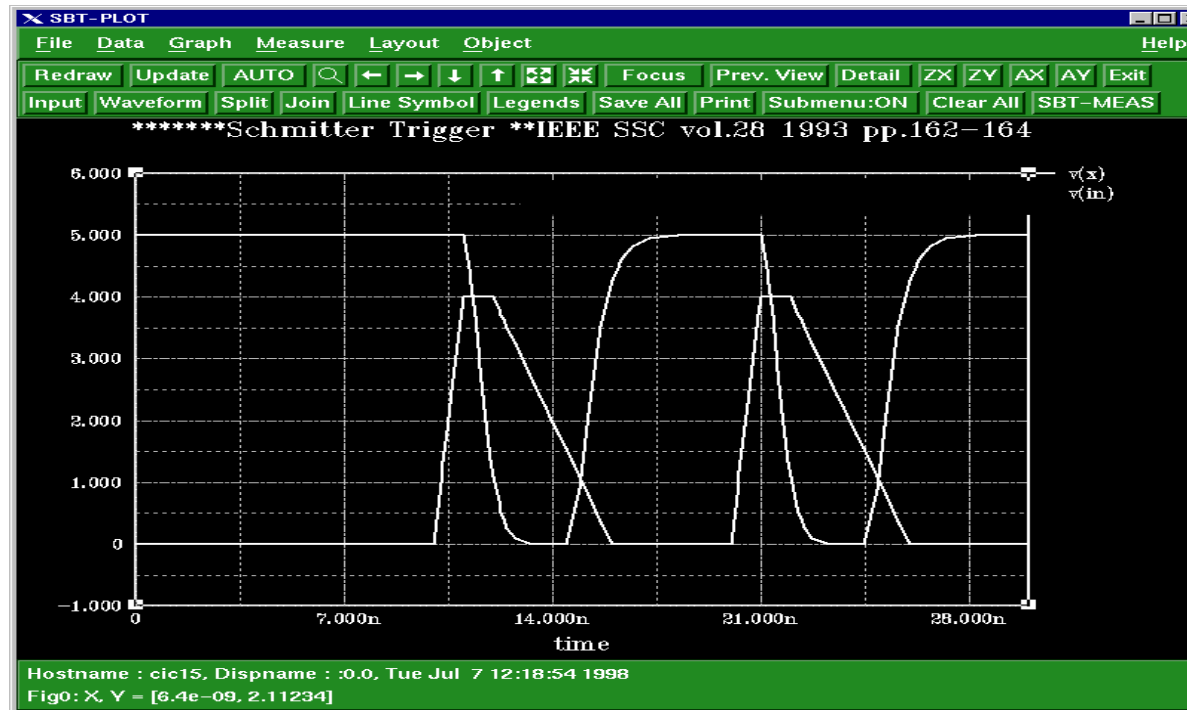 SBT-PLOT
File Data Graph Measure Layout Object Help
Redraw Update AUTO Focus Prev. View Detail ZX ZY AX AY Exit
Input Waveform Split Join Line Symbol Legends Save All Print Submenu:ON Clear All SBT-MEAS
*******Schmitter Trigger **IEEE SSC vol.28 1993 pp.162-164
6.000
v(x)
v(in)
5.000
4.000
3.000
2.000
1.000
0
-1.000
0 7.000n 14.000n 21.000n 28.000n
time
Hostname : cic15, Dispname : :0.0, Tue Jul 7 12:18:54 1998
Fig0: X, Y = [6.4e-09, 2.11234]